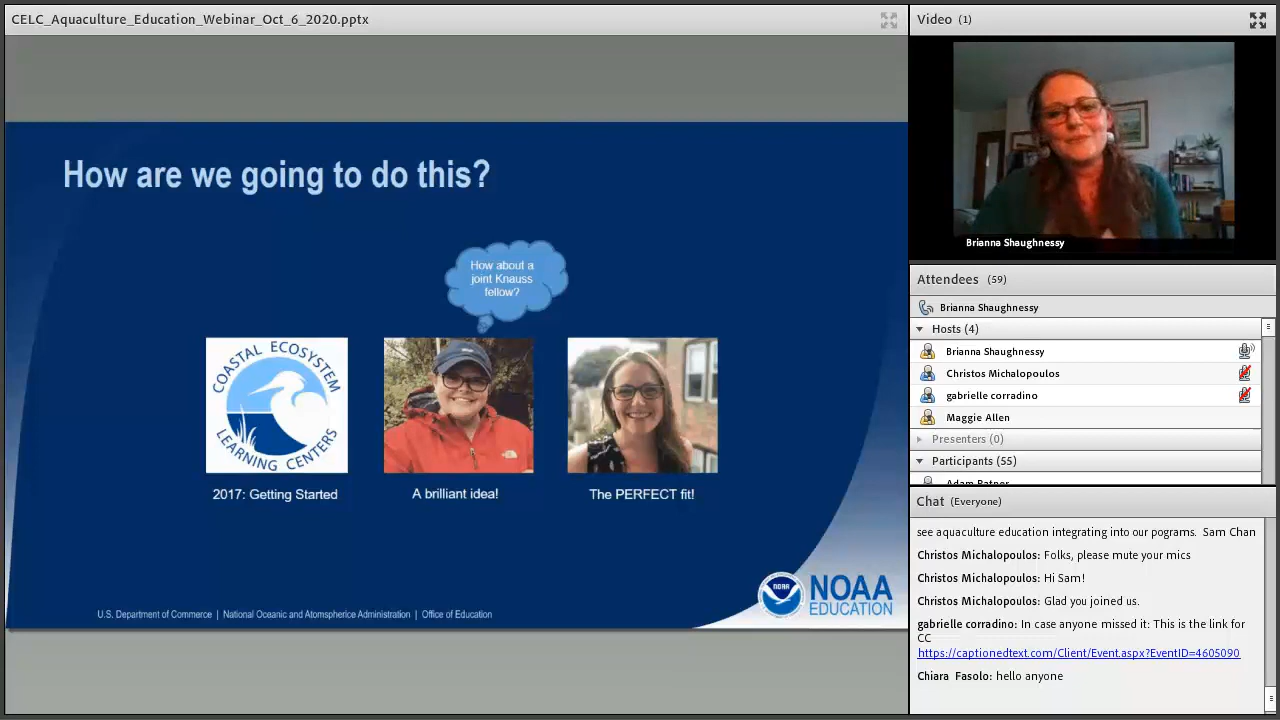 CELC_Aquaculture_Education_Webinar_Oct_6_2020.pptx
How are we going to do this?
How about a
joint Knauss
fellow?
COASTAL ECOSYSTEM
LEARNING CENTERS
2017: Getting Started
A brilliant idea!
The PERFECT fit!
U.S. Department of Commerce | National Oceanic and Atomspherice Administration | Office of Education
NOAA
NOAA
EDUCATION
Video (1)
Brianna Shaughnessy
Attendees (59)
Brianna Shaughnessy
Hosts (4)
Brianna Shaughnessy
Christos Michalopoulos
gabrielle corradino
Maggie Allen
Presenters (0)
Participants (55)
Adam Ratner
Chat (Everyone)
see aquaculture education integrating into our pograms. Sam Chan
Christos Michalopoulos: Folks, please mute your mics
Christos Michalopoulos: Hi Sam!
Christos Michalopoulos: Glad you joined us.
gabrielle corradino: In case anyone missed it: This is the link for
CC
https://captionedtext.com/Client/Event.aspx?EventID=4605090
Chiara Fasolo: hello anyone